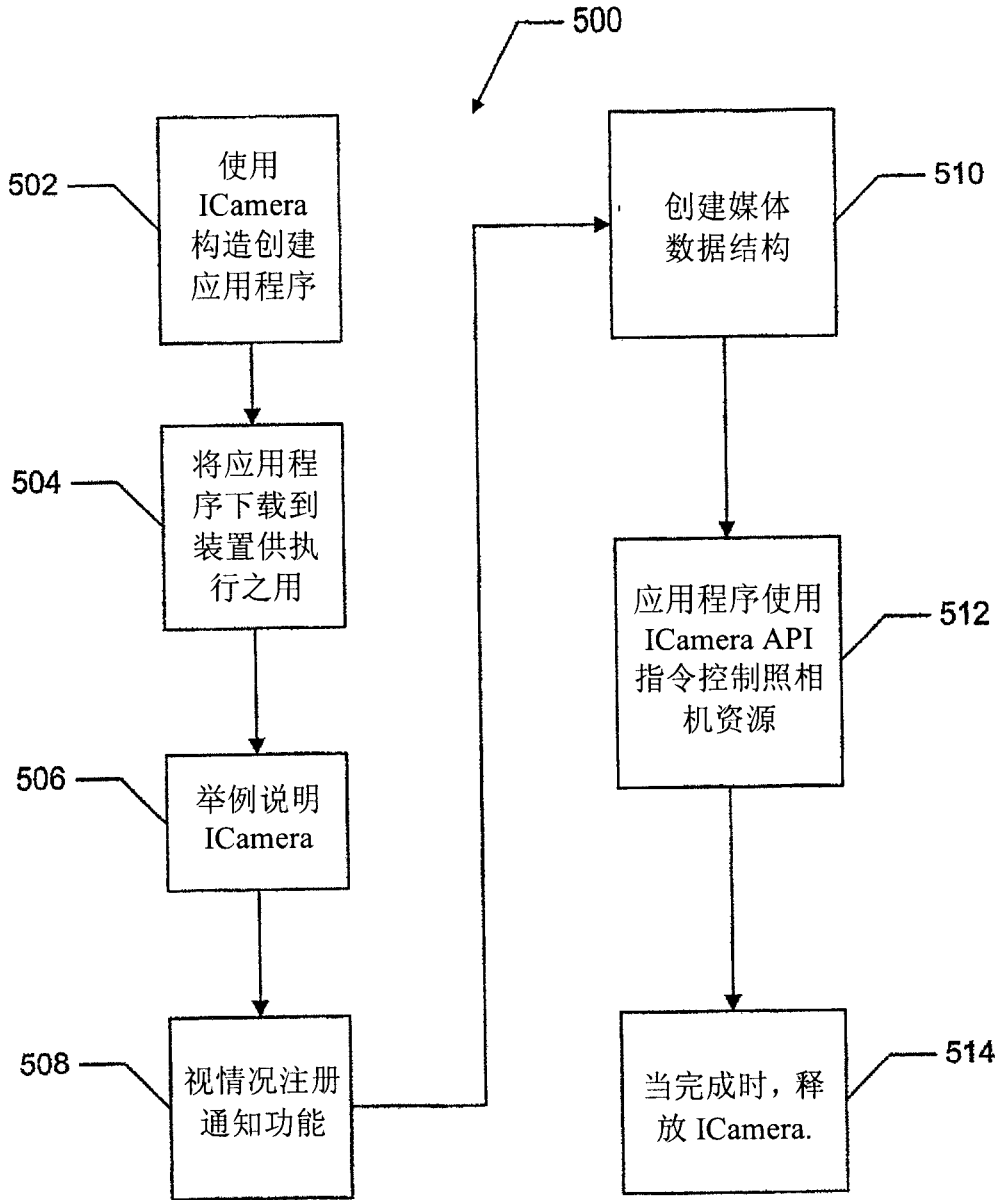 500
502
使用
ICamera
构造创建
应用程序
504
将应用程
序下载到
装置供执
行之用
506
举例说明
ICamera
508
视情况注册
通知功能
510
创建媒体
数据结构
512
应用程序使用
ICamera API
指令控制照相
机资源
514
当完成时，释
放 ICamera.